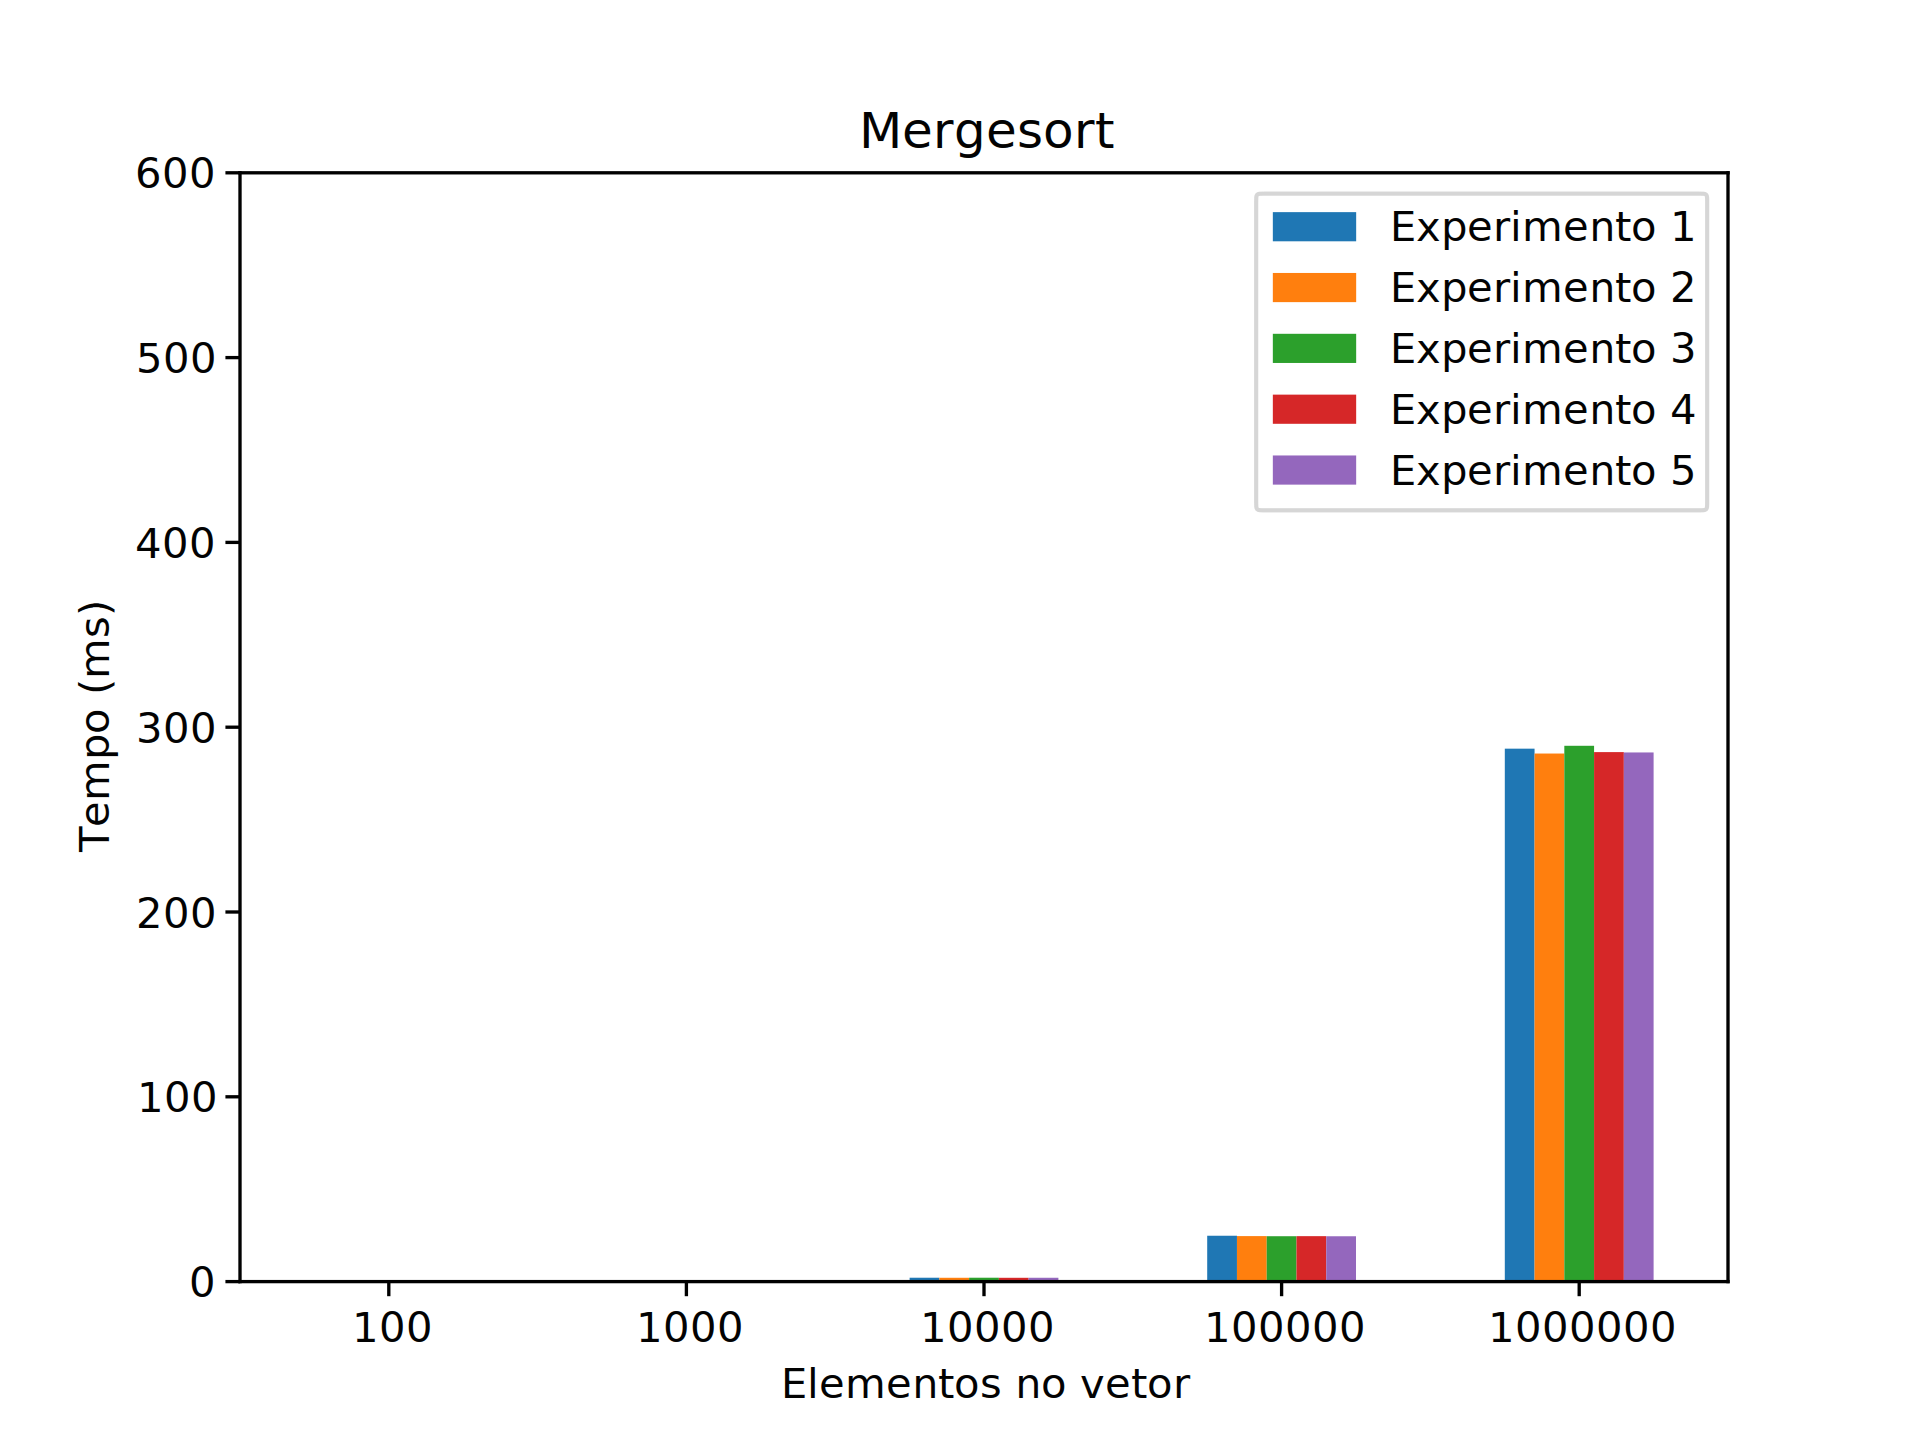 Mergesort
600
500
400
300
200
100
0
Tempo (ms)
Experimento 1
Experimento 2
Experimento 3
Experimento 4
Experimento 5
100 1000 10000 100000 1000000
Elementos no vetor